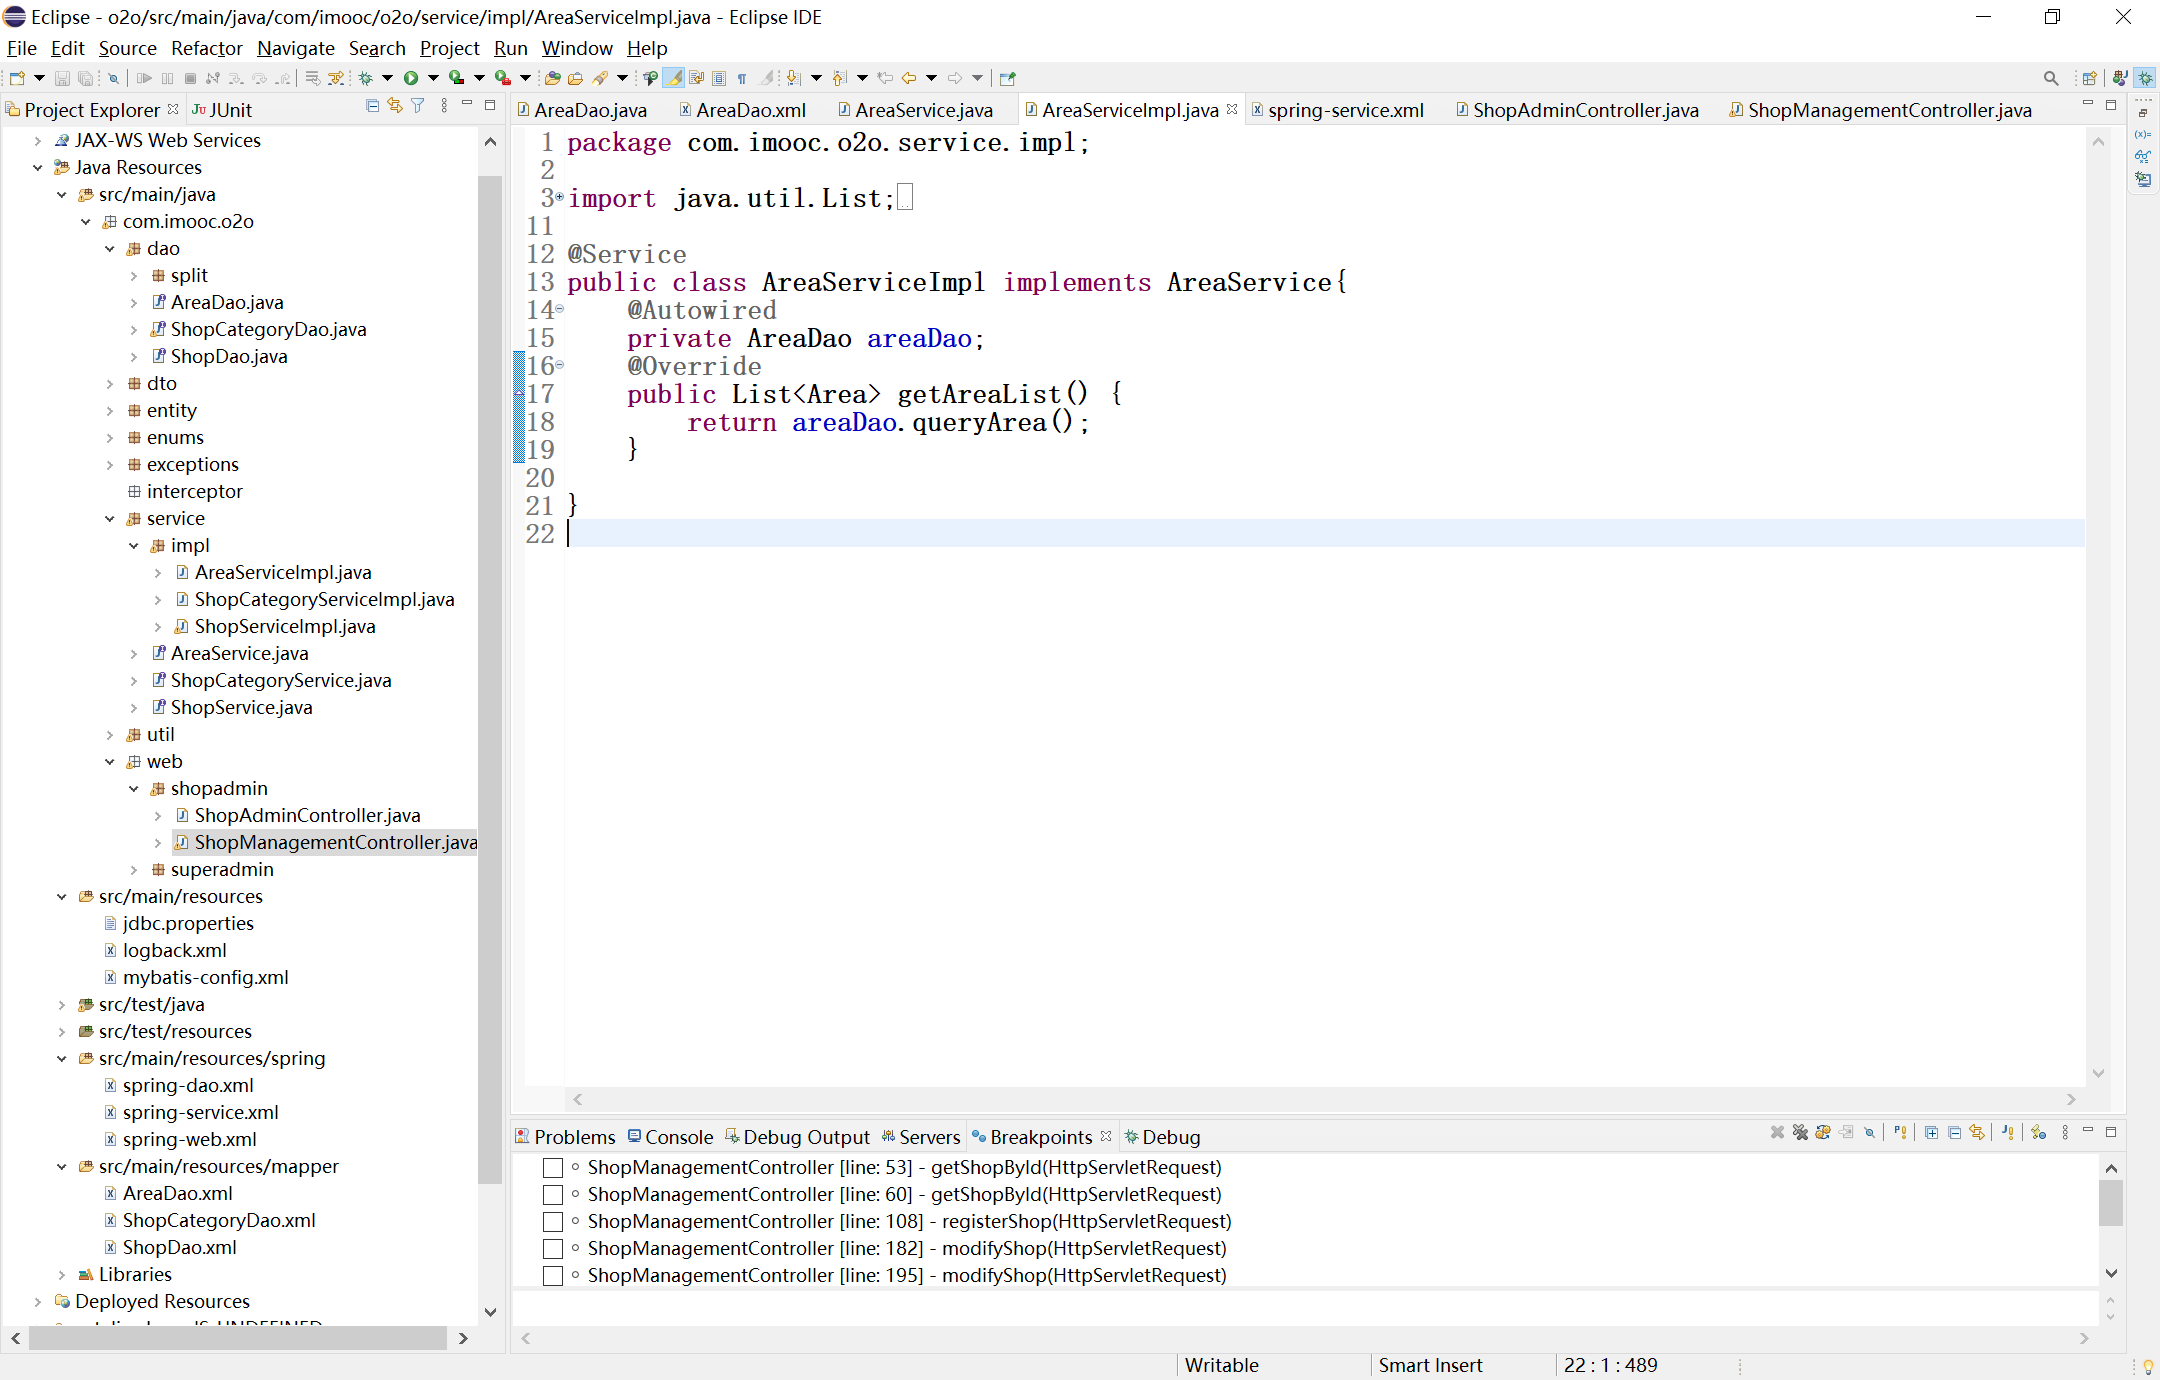 Eclipse - o2o/src/main/java/com/imooc/o2o/service/impl/AreaServiceImpl.java - Eclipse IDE
File Edit Source Refactor Navigate Search Project Run Window Help
Project Explorer JUnit
JAX-WS Web Services
Java Resources
src/main/java
com.imooc.o2o
dao
split
AreaDao.java
ShopCategoryDao.java
ShopDao.java
dto
entity
enums
exceptions
interceptor
service
impl
AreaServiceImpl.java
ShopCategoryServiceImpl.java
ShopServiceImpl.java
AreaService.java
ShopCategoryService.java
ShopService.java
util
web
shopadmin
ShopAdminController.java
ShopManagementController.java
superadmin
src/main/resources
jdbc.properties
logback.xml
mybatis-config.xml
src/test/java
src/test/resources
src/main/resources/spring
spring-dao.xml
spring-service.xml
spring-web.xml
src/main/resources/mapper
AreaDao.xml
ShopCategoryDao.xml
ShopDao.xml
Libraries
Deployed Resources
AreaDao.java AreaDao.xml AreaService.java AreaServiceImpl.java spring-service.xml ShopAdminController.java ShopManagementController.java
1 package com.imooc.o2o.service.impl;
2
3 import java.util.List;
11
12 @Service
13 public class AreaServiceImpl implements AreaService{
14 @Autowired
15 private AreaDao areaDao;
16 @Override
17 public List<Area> getAreaList() {
18 return areaDao.queryArea();
19 }
20
21 }
22
Problems Console Debug Output Servers Breakpoints Debug
ShopManagementController [line: 53] - getShopById(HttpServletRequest)
ShopManagementController [line: 60] - getShopById(HttpServletRequest)
ShopManagementController [line: 108] - registerShop(HttpServletRequest)
ShopManagementController [line: 182] - modifyShop(HttpServletRequest)
ShopManagementController [line: 195] - modifyShop(HttpServletRequest)
Writable Smart Insert 22 : 1 : 489